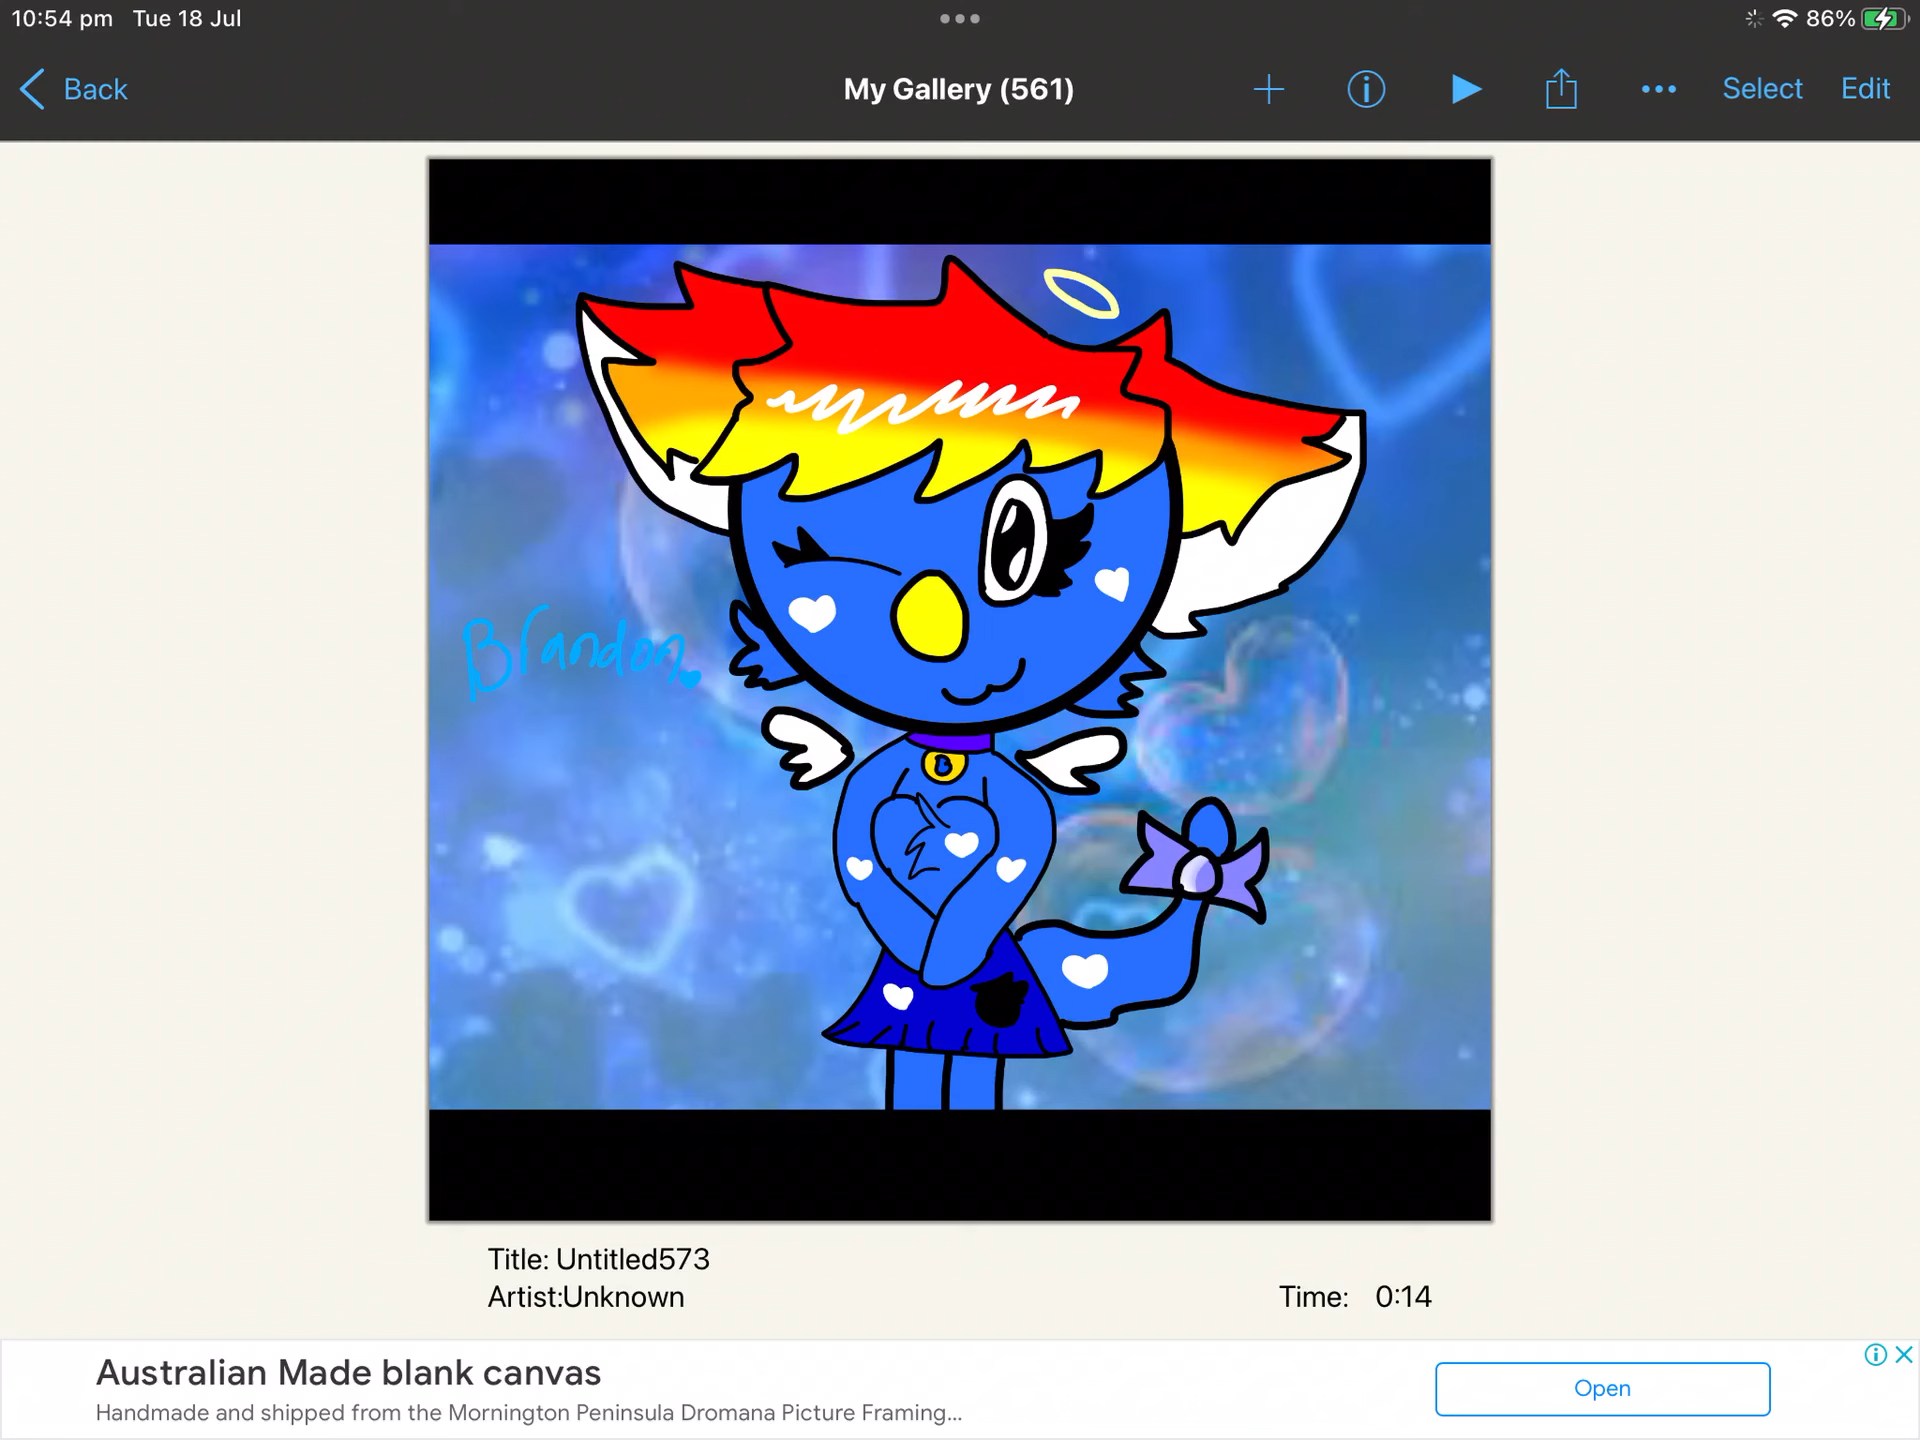 10:54 pm Tue 18 Jul
86%
Back
My Gallery (561)
Select
Edit
Brandon
B
Title: Untitled573
Artist:Unknown
Time: 0:14
Australian Made blank canvas
Handmade and shipped from the Mornington Peninsula Dromana Picture Framing...
Open